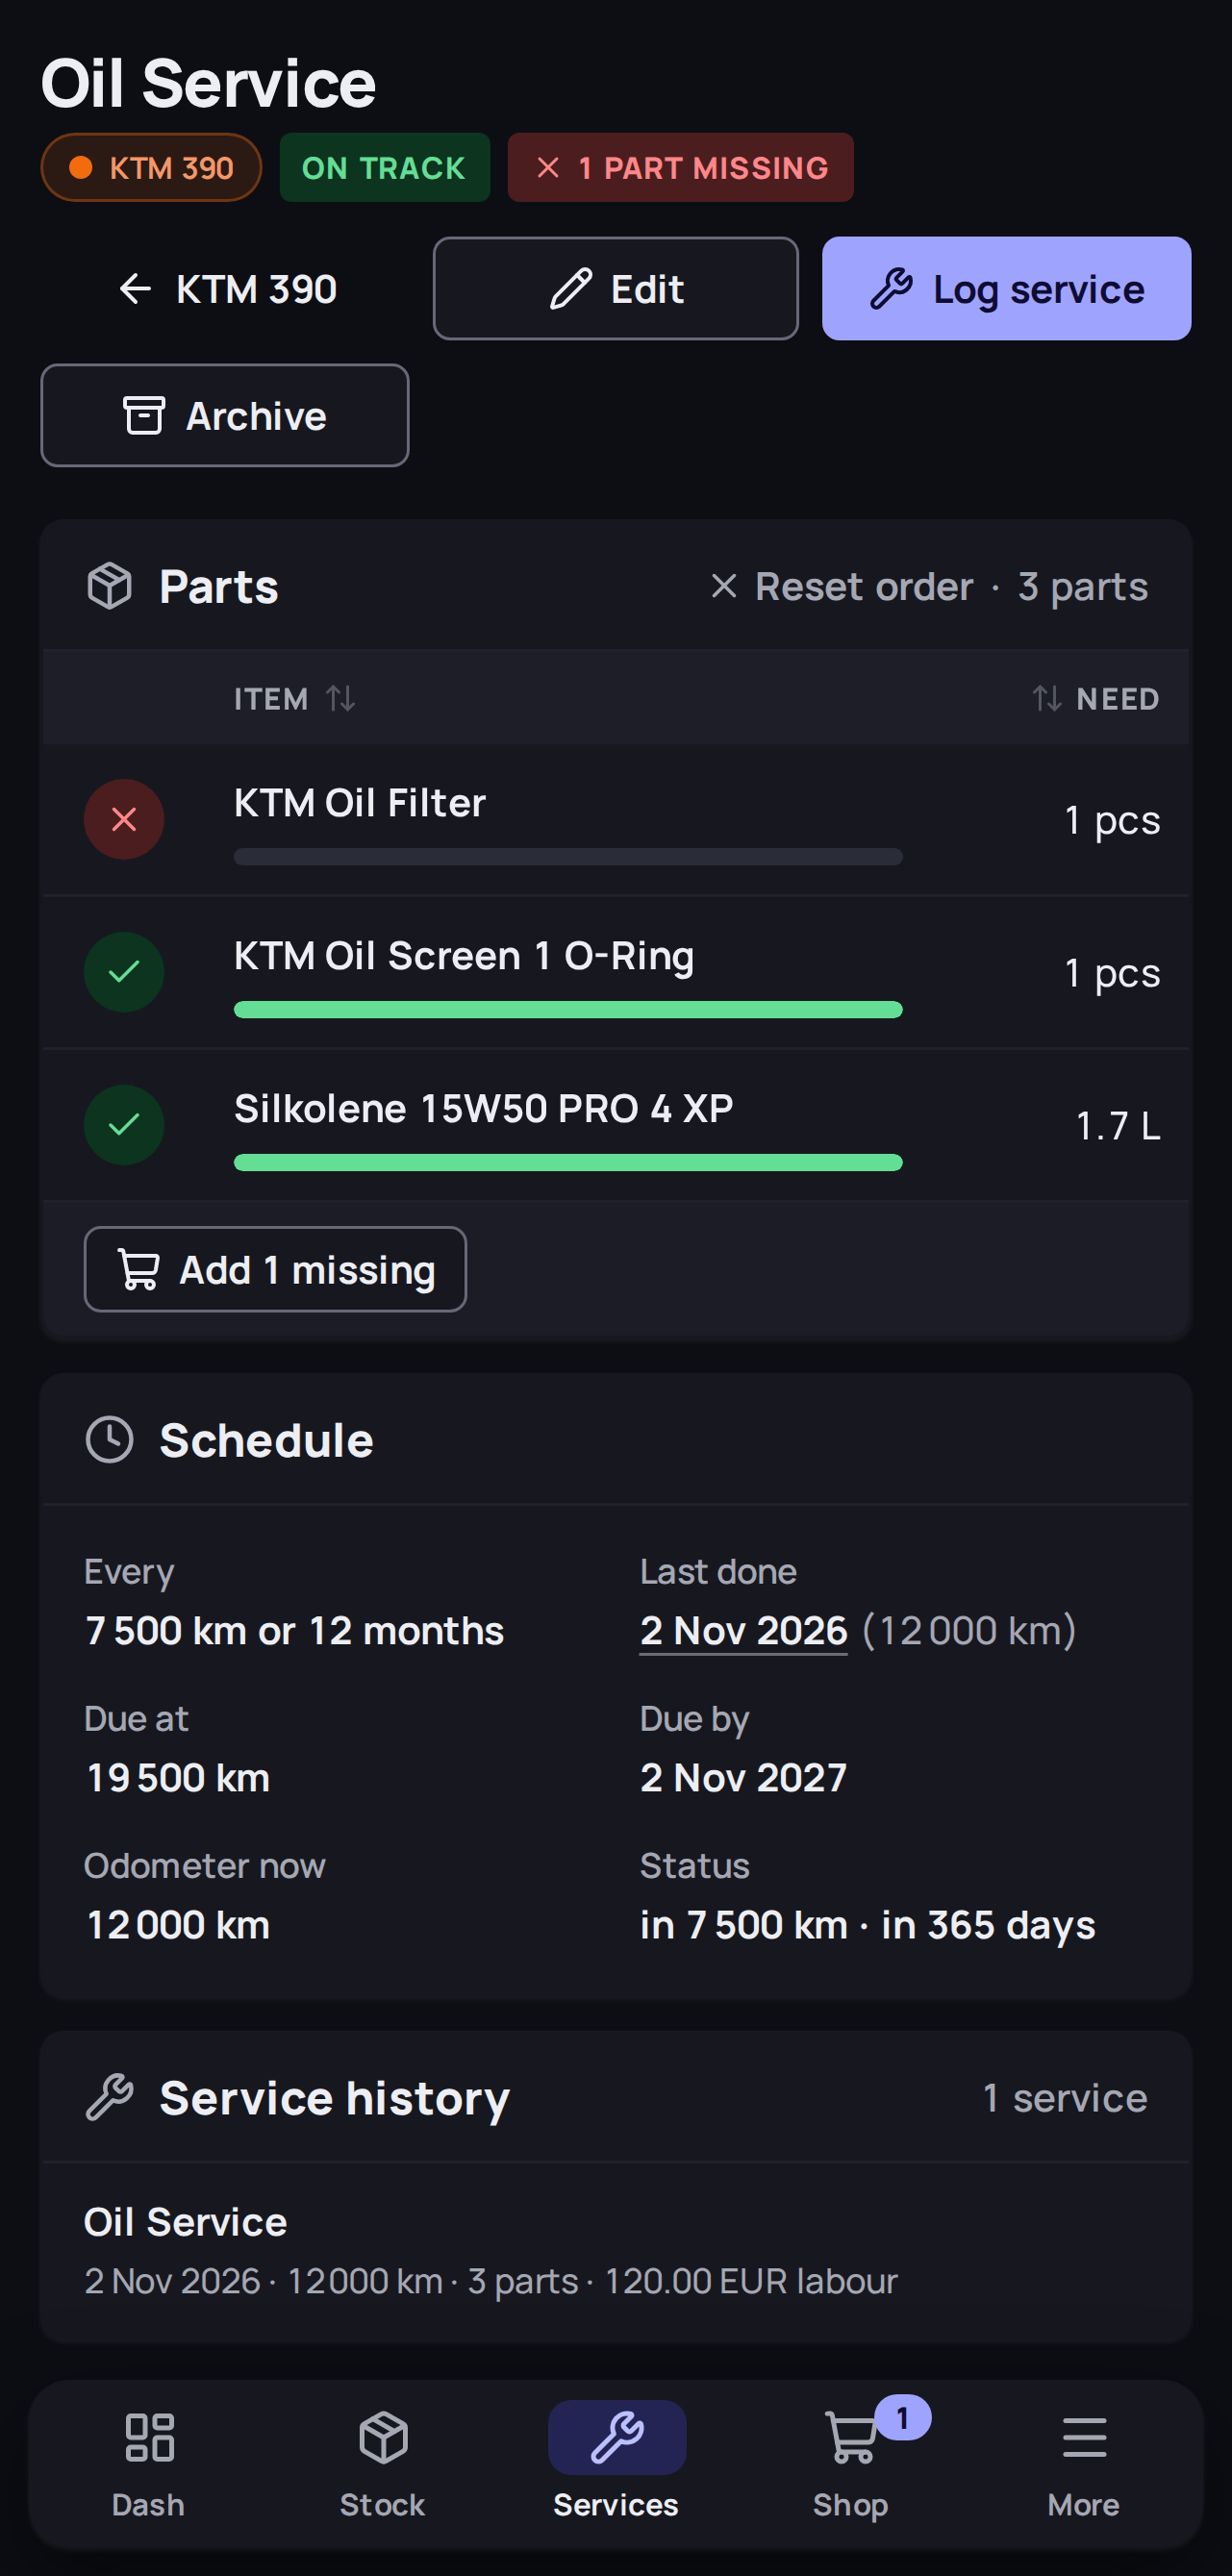 Oil Service
KTM 390
ON TRACK
1 PART MISSING
KTM 390
Edit
Log service
Archive
Parts
Reset order · 3 parts
ITEM
NEED
KTM Oil Filter
1 pcs
KTM Oil Screen 1 O-Ring
1 pcs
Silkolene 15W50 PRO 4 XP
1.7 L
Add 1 missing
Schedule
Every
7 500 km or 12 months
Last done
2 Nov 2026 (12 000 km)
Due at
19 500 km
Due by
2 Nov 2027
Odometer now
12 000 km
Status
in 7 500 km · in 365 days
Service history
1 service
Oil Service
2 Nov 2026 · 12 000 km · 3 parts · 120.00 EUR labour
1
Dash
Stock
Services
Shop
More